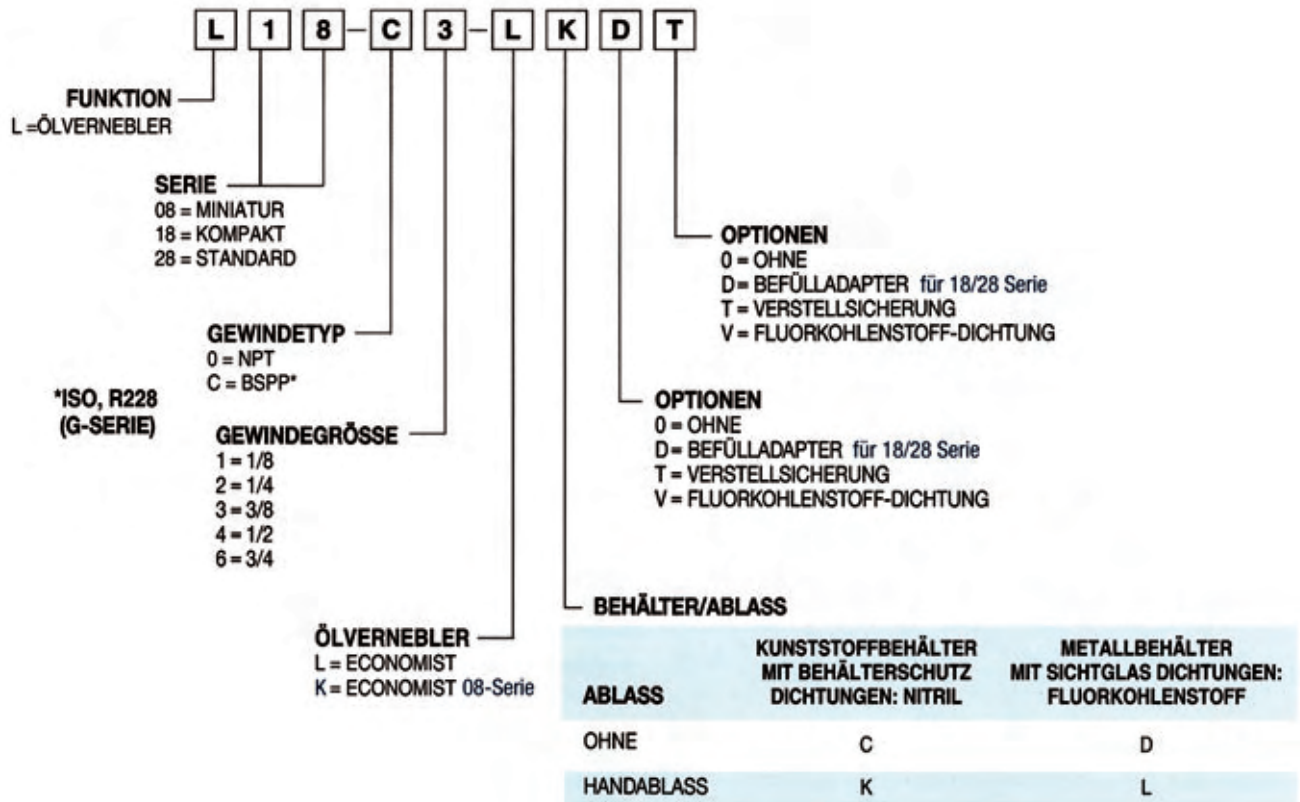 L 1 8 - C 3 - L K D T
FUNKTION
L =ÖLVERNEBLER
SERIE
08 = MINIATUR
18 = KOMPAKT
28 = STANDARD
GEWINDETYP
0 = NPT
C = BSPP*
*ISO, R228
(G-SERIE)
GEWINDEGRÖSSE
1 = 1/8
2 = 1/4
3 = 3/8
4 = 1/2
6 = 3/4
ÖLVERNEBLER
L = ECONOMIST
K = ECONOMIST 08-Serie
OPTIONEN
0 = OHNE
D = BEFÜLLADAPTER für 18/28 Serie
T = VERSTELLSICHERUNG
V = FLUORKOHLENSTOFF-DICHTUNG
OPTIONEN
0 = OHNE
D = BEFÜLLADAPTER für 18/28 Serie
T = VERSTELLSICHERUNG
V = FLUORKOHLENSTOFF-DICHTUNG
BEHÄLTER/ABLASS
KUNSTSTOFFBEHÄLTER METALLBEHÄLTER
MIT BEHÄLTERSCHUTZ MIT SICHTGLAS DICHTUNGEN:
ABLASS DICHTUNGEN: NITRIL FLUORKOHLENSTOFF
OHNE C D
HANDABLASS K L